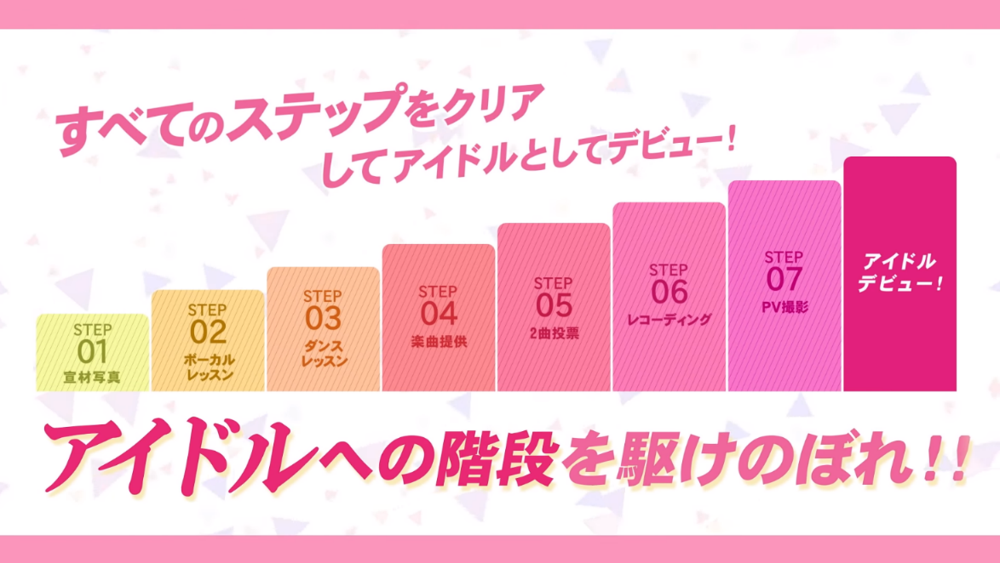 すべてのステップをクリア
してアイドルとしてデビュー!
STEP
01
宣材写真
STEP
02
ボーカル
レッスン
STEP
03
ダンス
レッスン
STEP
04
楽曲提供
STEP
05
2曲投票
STEP
06
レコーディング
STEP
07
PV撮影
アイドル
デビュー!
アイドルへの階段を駆けのぼれ!!